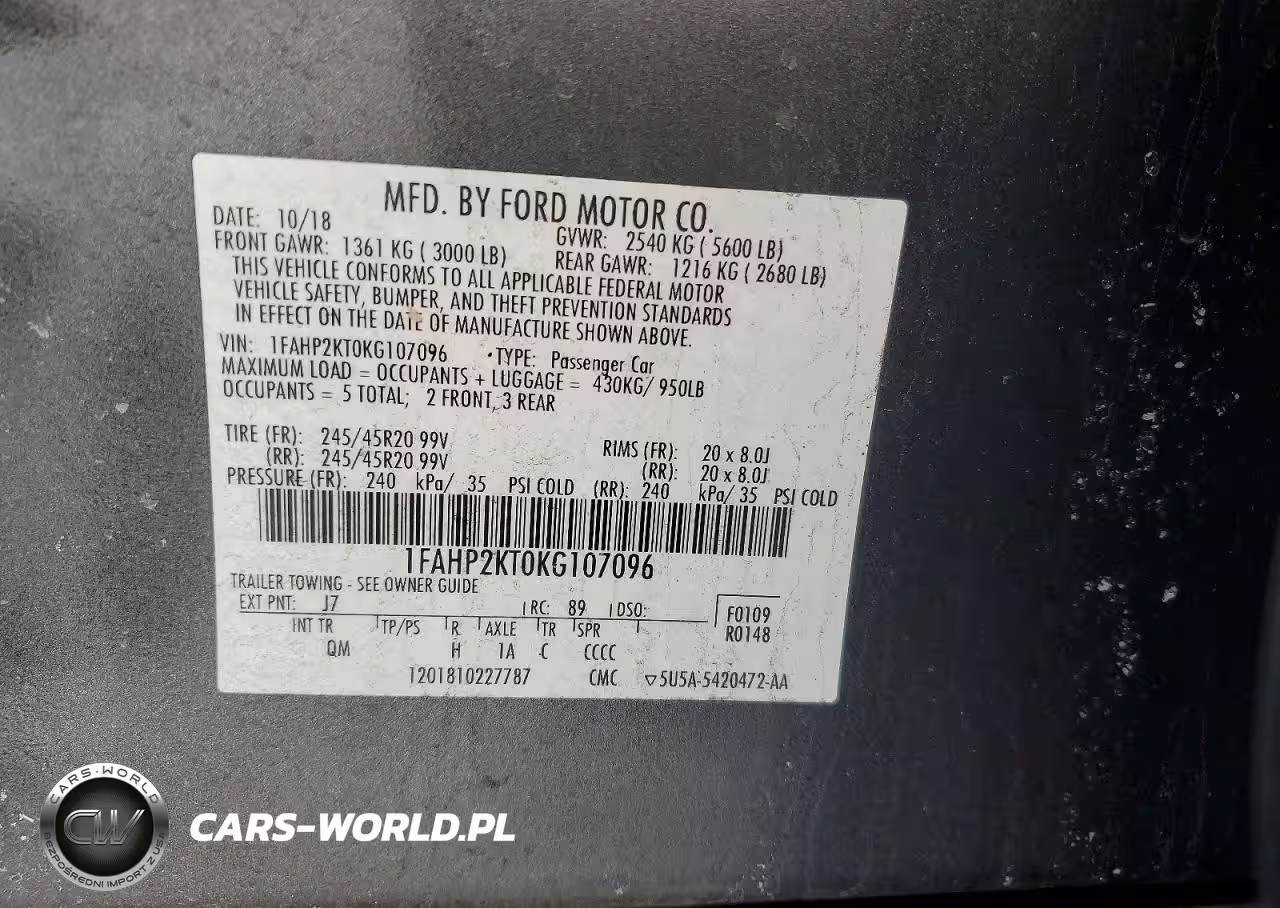 MFD. BY FORD MOTOR CO.
DATE: 10/18 GVWR: 2540 KG ( 5600 LB)
FRONT GAWR: 1361 KG ( 3000 LB) REAR GAWR: 1216 KG ( 2680 LB)
THIS VEHICLE CONFORMS TO ALL APPLICABLE FEDERAL MOTOR
VEHICLE SAFETY, BUMPER, AND THEFT PREVENTION STANDARDS
IN EFFECT ON THE DATE OF MANUFACTURE SHOWN ABOVE.
VIN: 1FAHP2KT0KG107096 •TYPE: Passenger Car
MAXIMUM LOAD = OCCUPANTS + LUGGAGE = 430KG/ 950LB
OCCUPANTS = 5 TOTAL; 2 FRONT, 3 REAR
TIRE (FR): 245/45R20 99V RIMS (FR): 20 x 8.0J
(RR): 245/45R20 99V (RR): 20 x 8.0J
PRESSURE (FR): 240 kPa/ 35 PSI COLD (RR): 240 kPa/ 35 PSI COLD
1FAHP2KT0KG107096
TRAILER TOWING - SEE OWNER GUIDE
EXT PNT: J7 RC: 89 DSO: F0109
R0148
INT TR TP/PS R AXLE TR SPR
QM H 1A C CCCC
1201810227787 CMC ▽5U5A-5420472-AA
CARS-WORLD
CW
BEZPOŚREDNI IMPORT Z USA
CARS-WORLD.PL